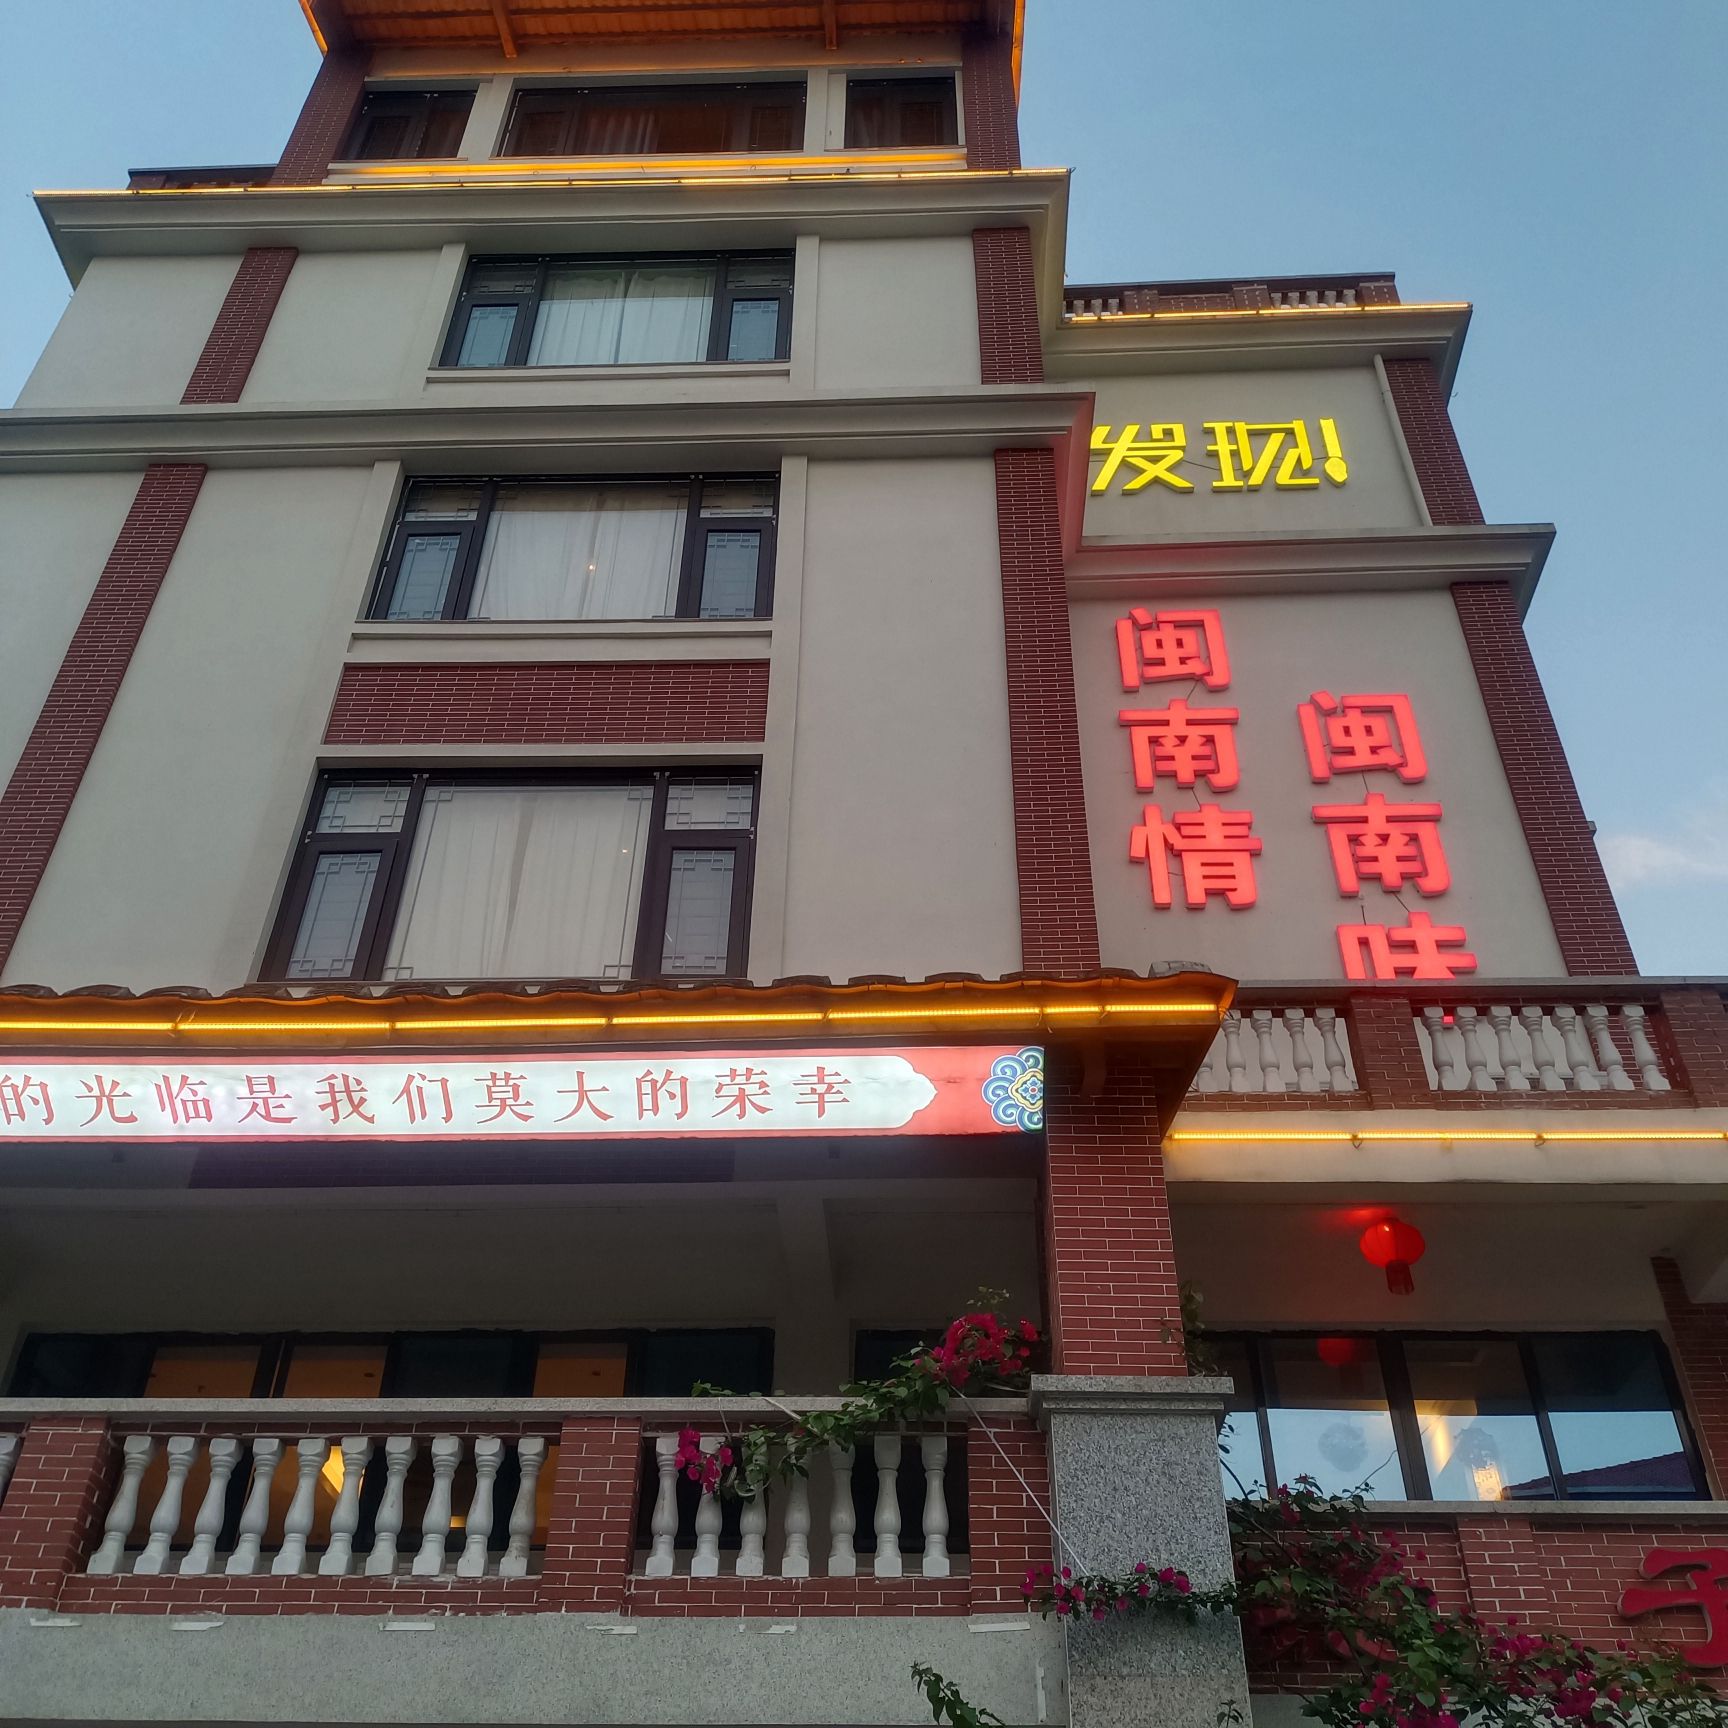 发现!
闽南情
闽南味
的光临是我们莫大的荣幸